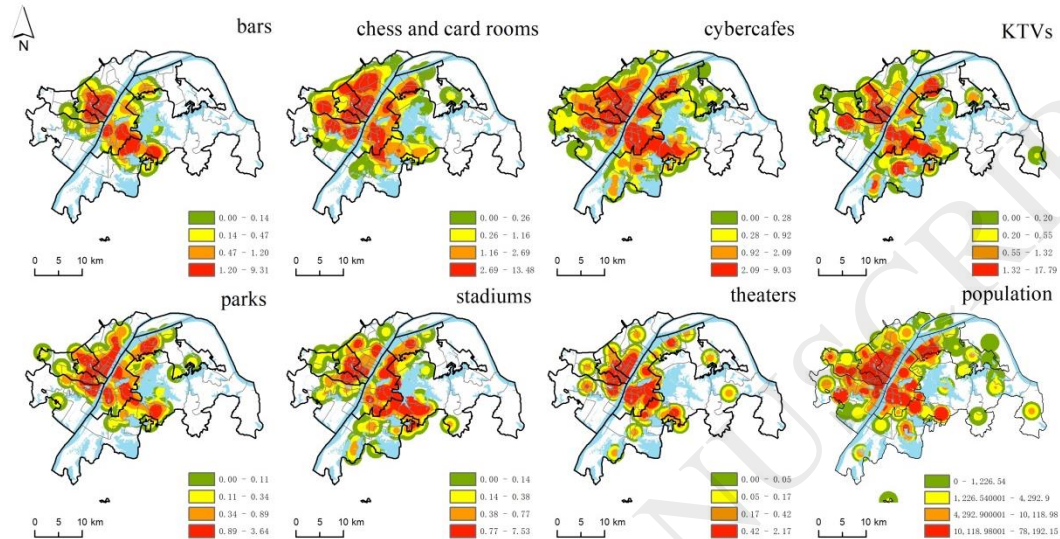 N
bars
chess and card rooms
cybercafes
KTVs
0.00 - 0.14
0.14 - 0.47
0.47 - 1.20
1.20 - 9.31
0 5 10 km
0.00 - 0.26
0.26 - 1.16
1.16 - 2.69
2.69 - 13.48
0 5 10 km
0.00 - 0.28
0.28 - 0.92
0.92 - 2.09
2.09 - 9.03
0 5 10 km
0.00 - 0.20
0.20 - 0.55
0.55 - 1.32
1.32 - 17.79
0 5 10 km
parks
stadiums
theaters
population
0.00 - 0.11
0.11 - 0.34
0.34 - 0.89
0.89 - 3.64
0 5 10 km
0.00 - 0.14
0.14 - 0.38
0.38 - 0.77
0.77 - 7.53
0 5 10 km
0.00 - 0.05
0.05 - 0.17
0.17 - 0.42
0.42 - 2.17
0 5 10 km
0 - 1,226.54
1,226.540001 - 4,292.9
4,292.900001 - 10,118.98
10,118.98001 - 78,192.15
0 5 10 km
NUSCRIP